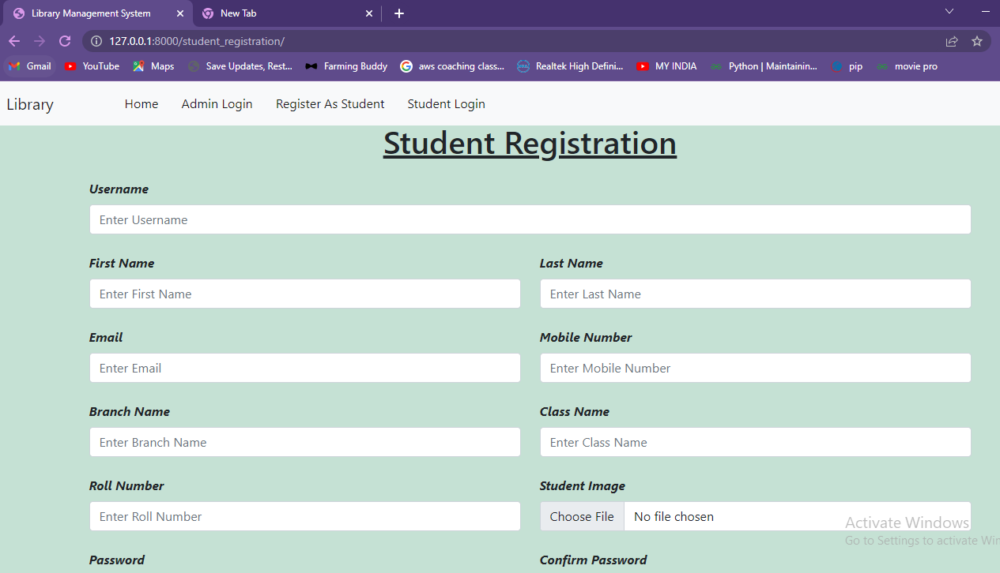 Library Management System
New Tab
127.0.0.1:8000/student_registration/
Gmail YouTube Maps Save Updates, Rest... Farming Buddy aws coaching class... Realtek High Defini... MY INDIA Python | Maintainin... pip movie pro
Library Home Admin Login Register As Student Student Login
Student Registration
Username
Enter Username
First Name Last Name
Enter First Name Enter Last Name
Email Mobile Number
Enter Email Enter Mobile Number
Branch Name Class Name
Enter Branch Name Enter Class Name
Roll Number Student Image
Enter Roll Number Choose File No file chosen
Activate Windows
Go to Settings to activate Win
Password Confirm Password